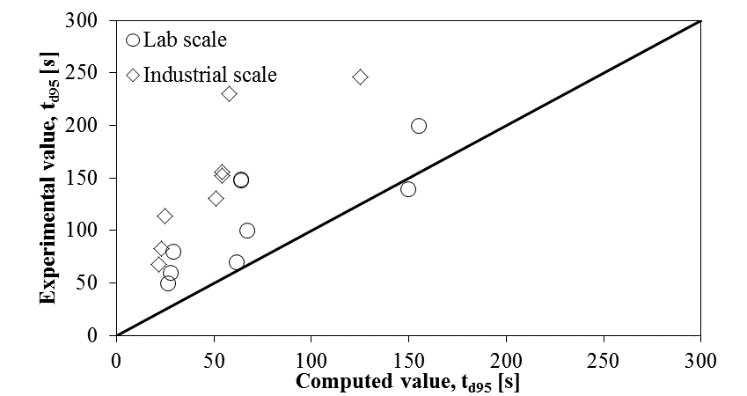 300
250
200
150
100
50
0
Experimental value, td95 [s]
Lab scale
Industrial scale
0 50 100 150 200 250 300
Computed value, td95 [s]